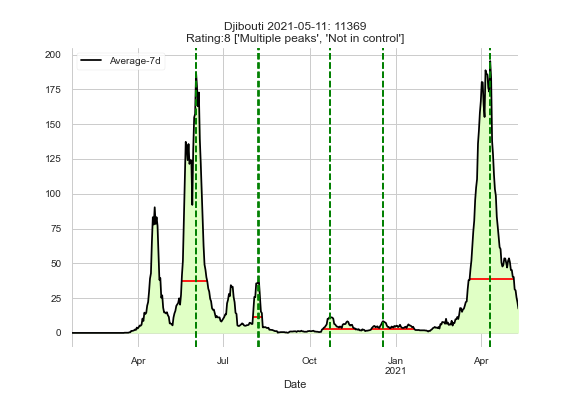 Djibouti 2021-05-11: 11369
Rating:8 ['Multiple peaks', 'Not in control']
Average-7d
200
175
150
125
100
75
50
25
0
Apr Jul Oct Jan Apr
2021
Date